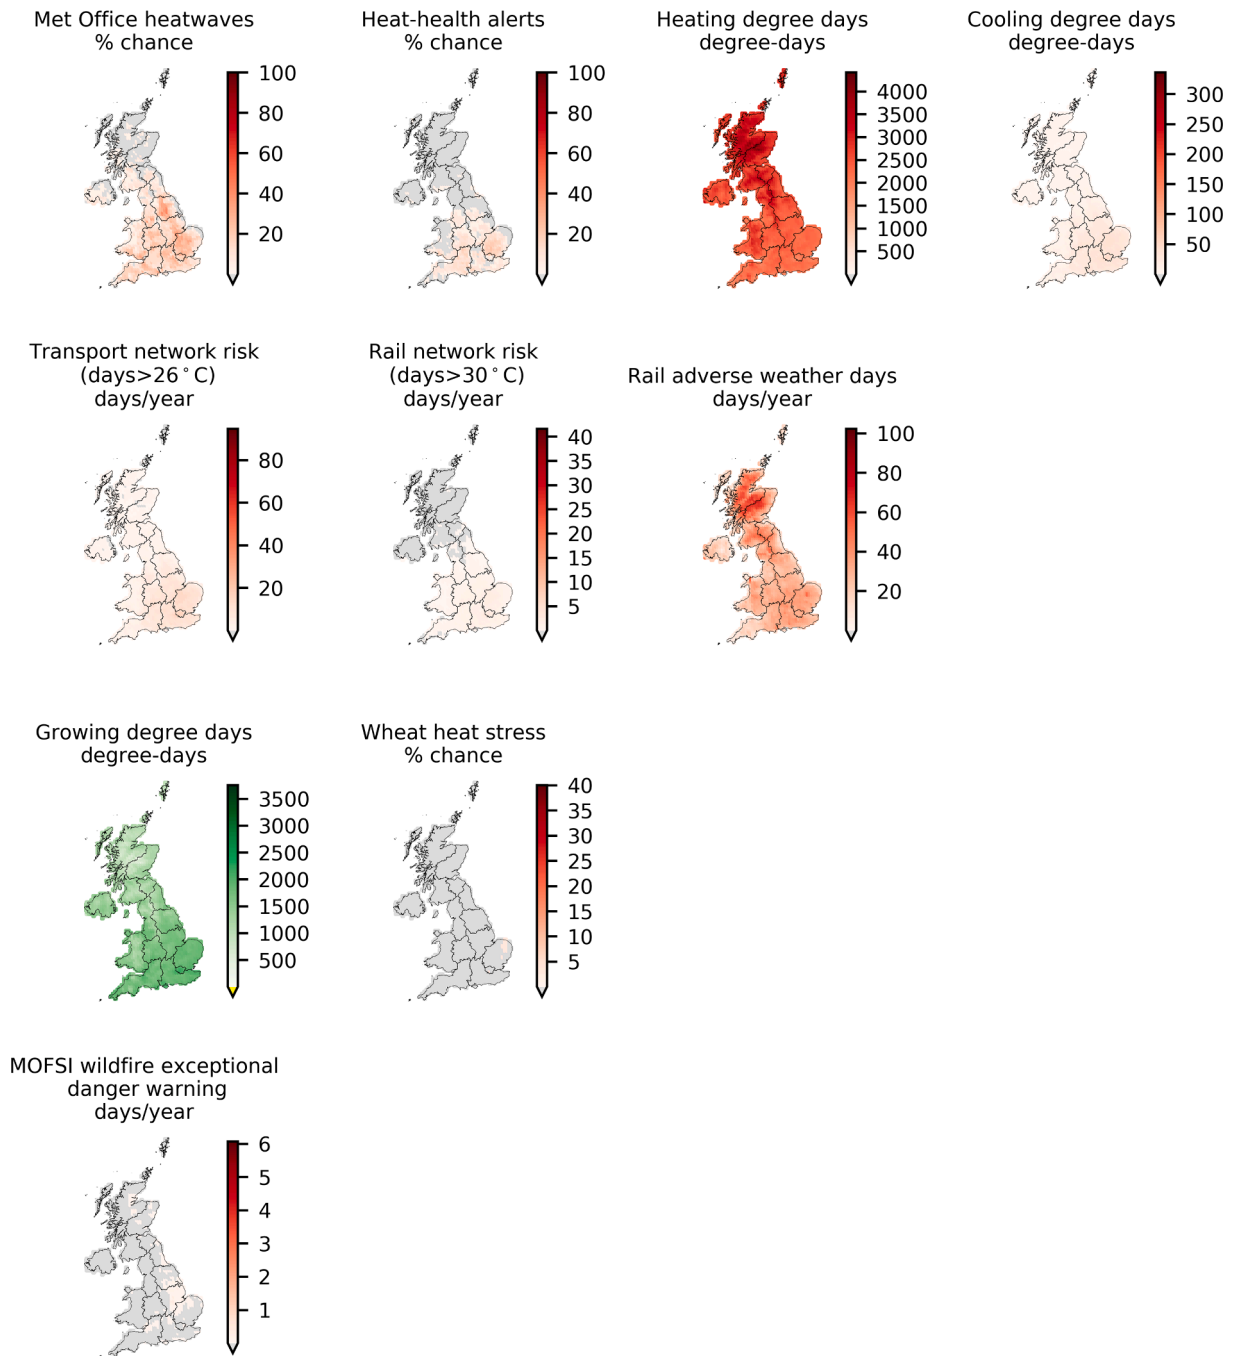 Met Office heatwaves
% chance
100
80
60
40
20
Heat-health alerts
% chance
100
80
60
40
20
Heating degree days
degree-days
4000
3500
3000
2500
2000
1500
1000
500
Cooling degree days
degree-days
300
250
200
150
100
50
Transport network risk
(days>26°C)
days/year
80
60
40
20
Rail network risk
(days>30°C)
days/year
40
35
30
25
20
15
10
5
Rail adverse weather days
days/year
100
80
60
40
20
Growing degree days
degree-days
3500
3000
2500
2000
1500
1000
500
Wheat heat stress
% chance
40
35
30
25
20
15
10
5
MOFSI wildfire exceptional
danger warning
days/year
6
5
4
3
2
1